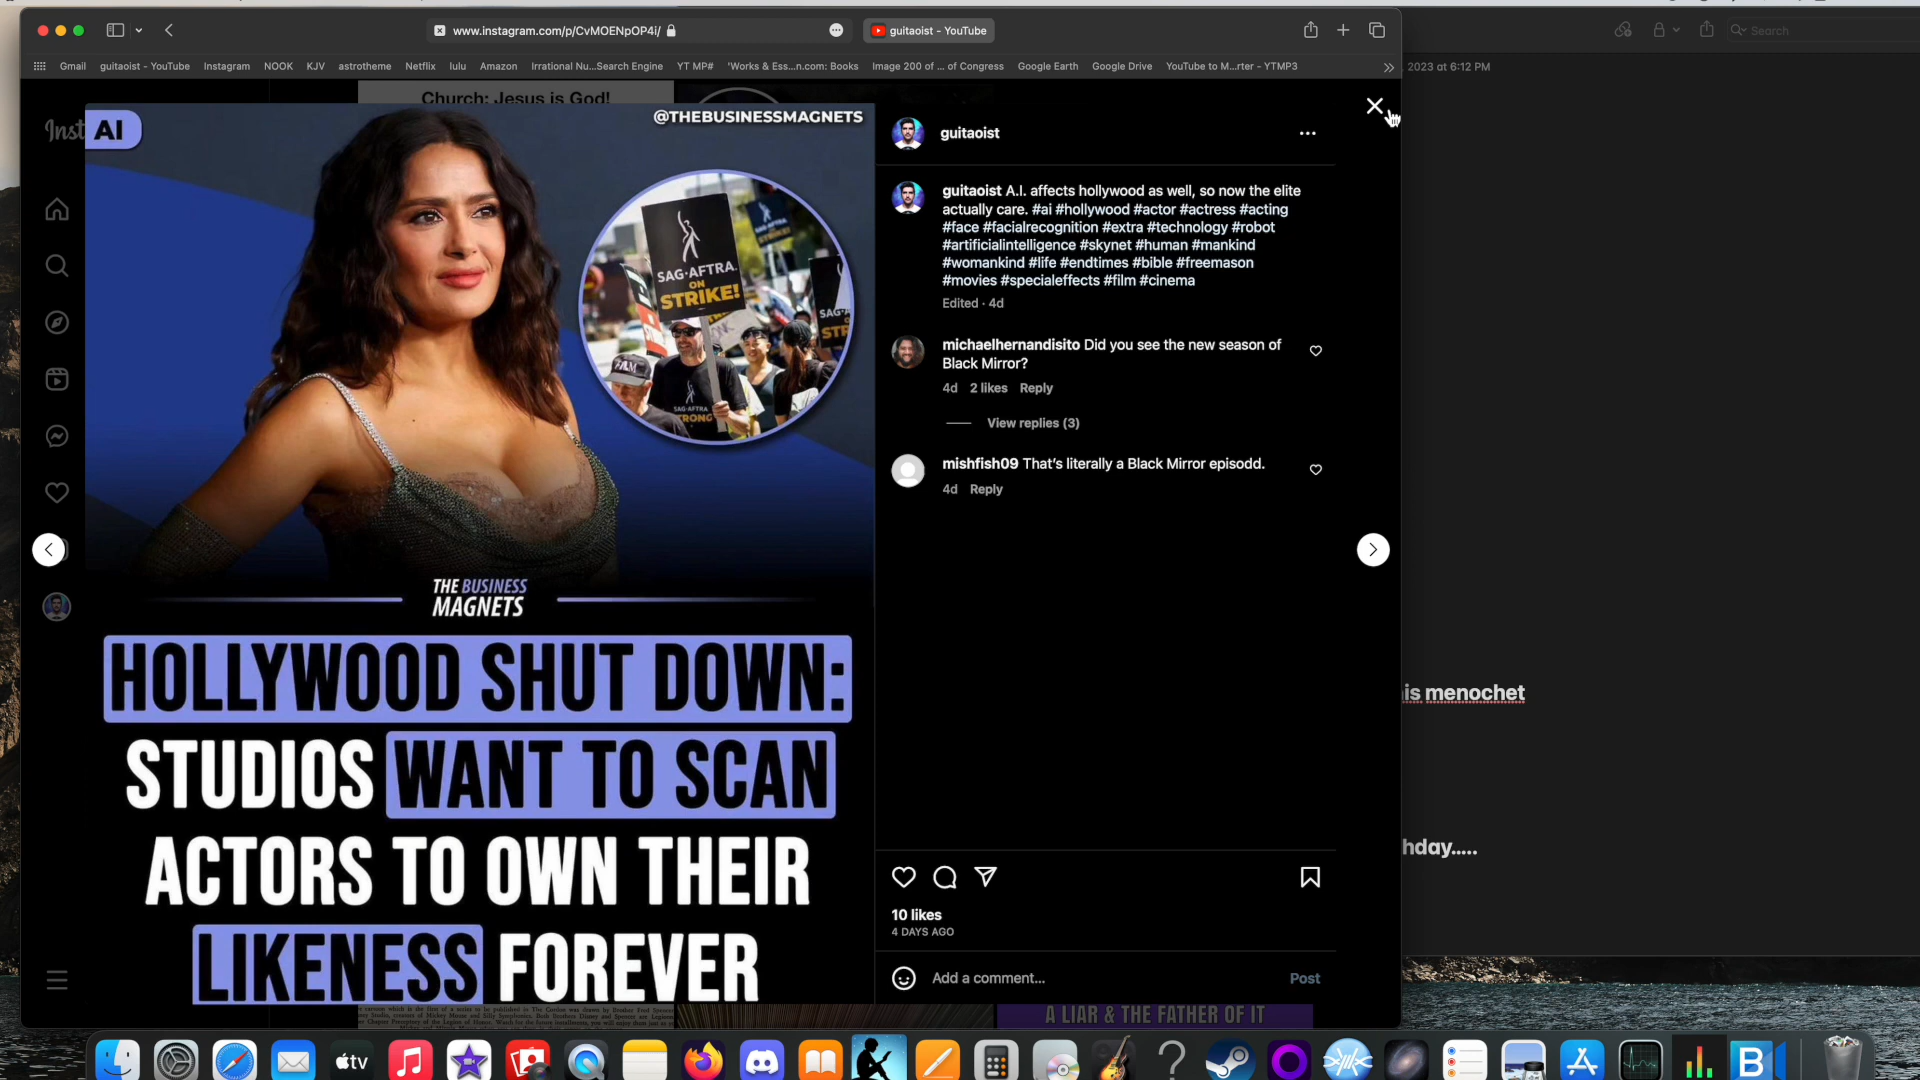 www.instagram.com/p/CvMOENpOP4i/
guitaoist - YouTube
Search
Gmail
guitaoist - YouTube
Instagram
NOOK
KJV
astrotheme
Netflix
lulu
Amazon
Irrational Nu...Search Engine
YT MP#
'Works & Ess...n.com: Books
Image 200 of ... of Congress
Google Earth
Google Drive
YouTube to M...rter - YTMP3
2023 at 6:12 PM
Church: Jesus is God!
Inst
AI
@THEBUSINESSMAGNETS
SAG-AFTRA
ON
STRIKE!
SAG-AFTRA
STRONG
THE BUSINESS
MAGNETS
HOLLYWOOD SHUT DOWN:
STUDIOS WANT TO SCAN
ACTORS TO OWN THEIR
LIKENESS FOREVER
guitaoist
guitaoist A.I. affects hollywood as well, so now the elite
actually care. #ai #hollywood #actor #actress #acting
#face #facialrecognition #extra #technology #robot
#artificialintelligence #skynet #human #mankind
#womankind #life #endtimes #bible #freemason
#movies #specialeffects #film #cinema
Edited · 4d
michaelhernandisito Did you see the new season of
Black Mirror?
4d 2 likes Reply
View replies (3)
mishfish09 That's literally a Black Mirror episodd.
4d Reply
10 likes
4 DAYS AGO
Add a comment...
Post
is menochet
hday.....
A LIAR & THE FATHER OF IT
tv